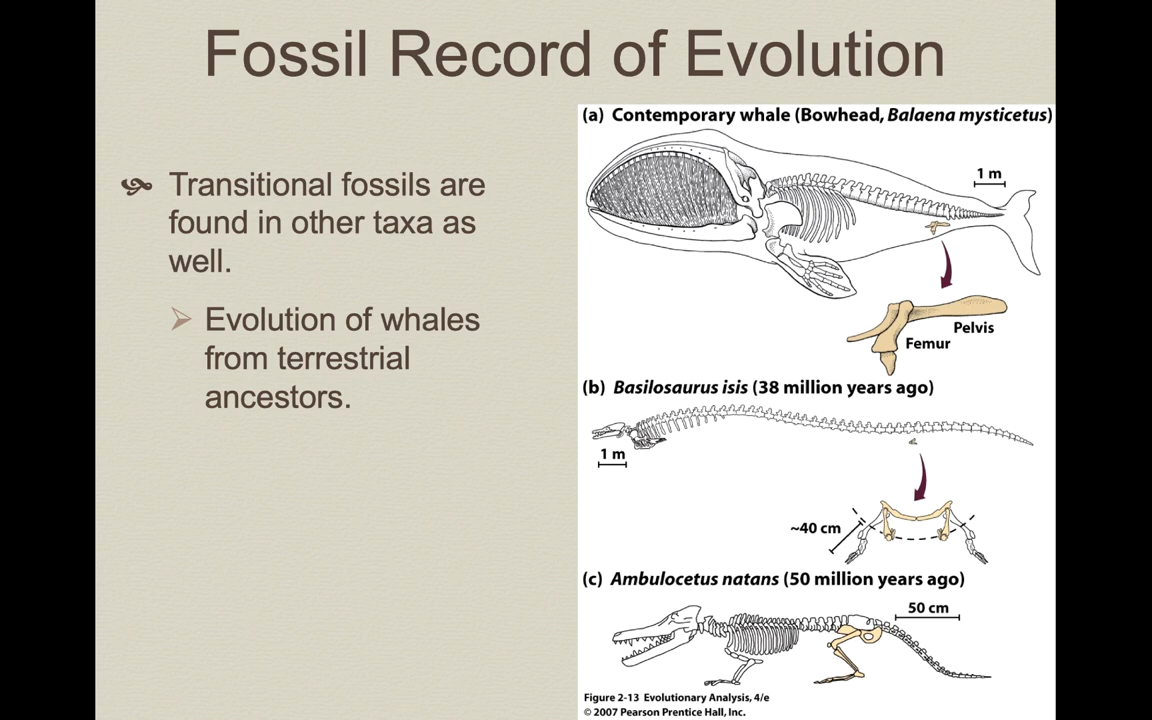 Fossil Record of Evolution
Transitional fossils are
found in other taxa as
well.
Evolution of whales
from terrestrial
ancestors.
(a) Contemporary whale (Bowhead, Balaena mysticetus)
1 m
Pelvis
Femur
(b) Basilosaurus isis (38 million years ago)
1 m
~40 cm
(c) Ambulocetus natans (50 million years ago)
50 cm
Figure 2-13 Evolutionary Analysis, 4/e
© 2007 Pearson Prentice Hall, Inc.